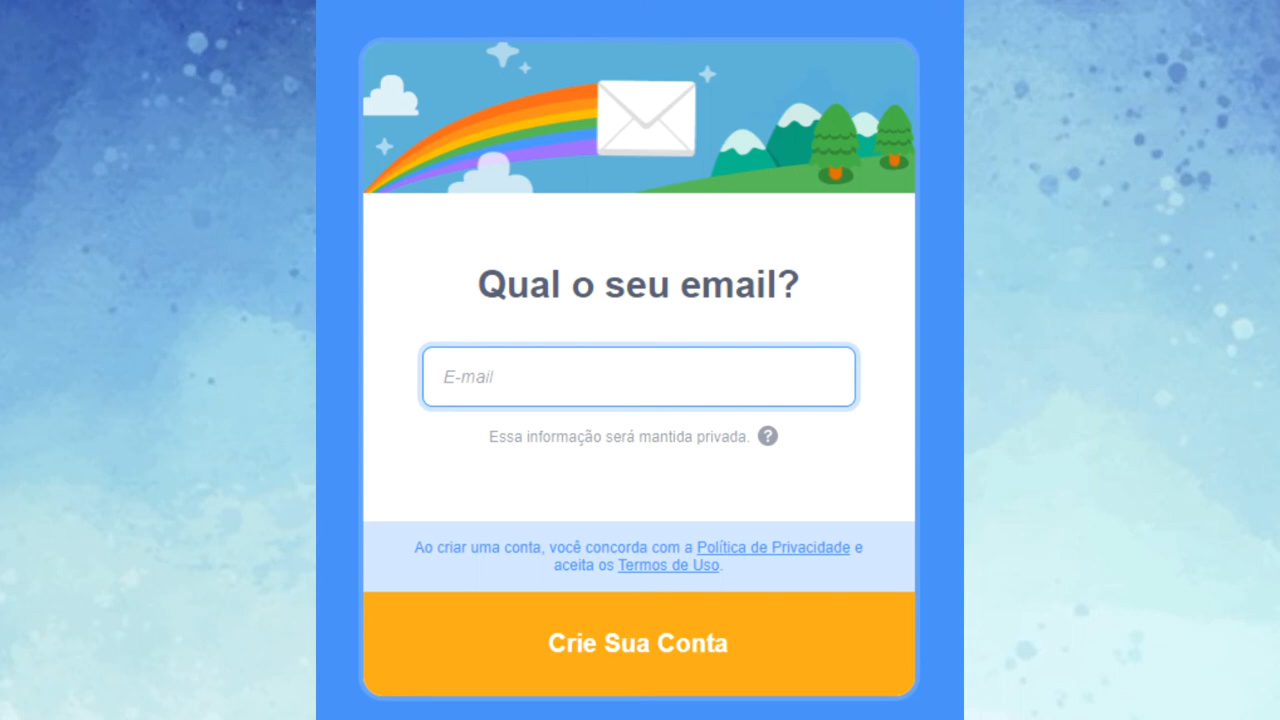 Qual o seu email?
E-mail
Essa informação será mantida privada. ?
Ao criar uma conta, você concorda com a Política de Privacidade e
aceita os Termos de Uso.
Crie Sua Conta